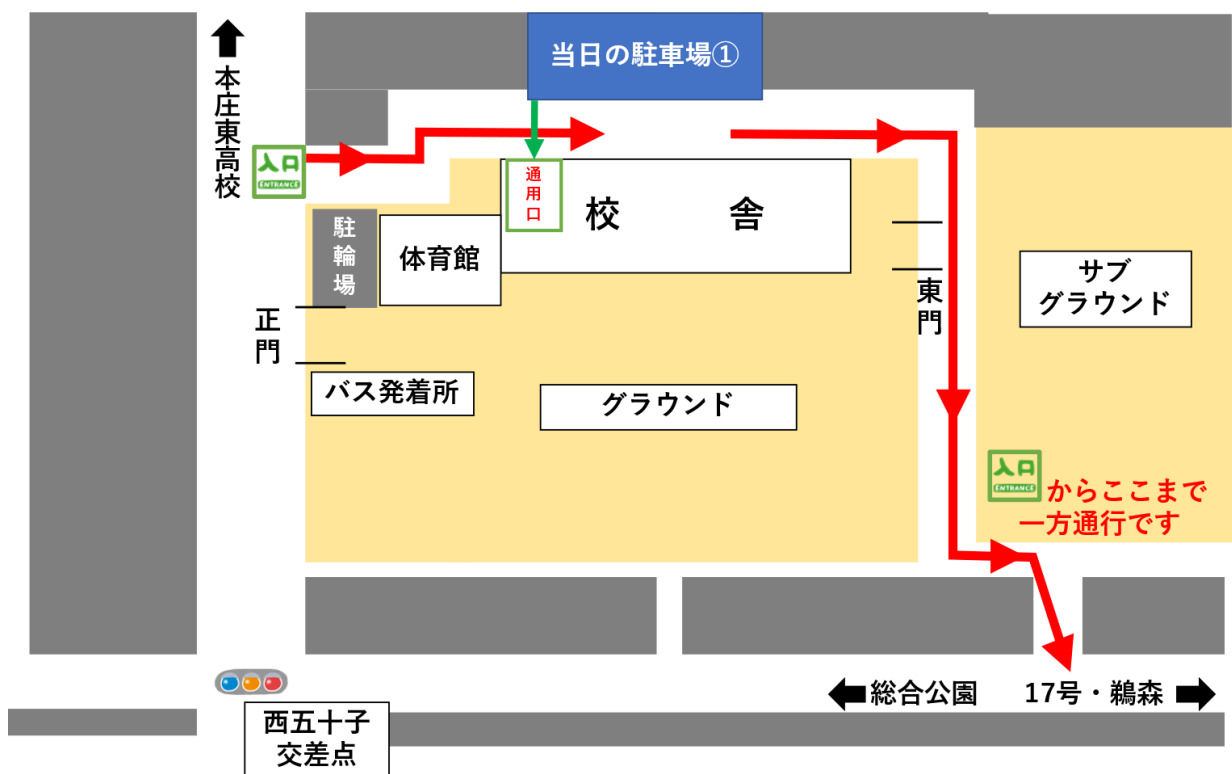 当日の駐車場①
本庄東高校
入口
ENTRANCE
通用口
校 舎
駐輪場
体育館
サブ
グラウンド
東門
正門
バス発着所
グラウンド
入口
ENTRANCE
からここまで
一方通行です
総合公園
17号・鵜森
西五十子
交差点